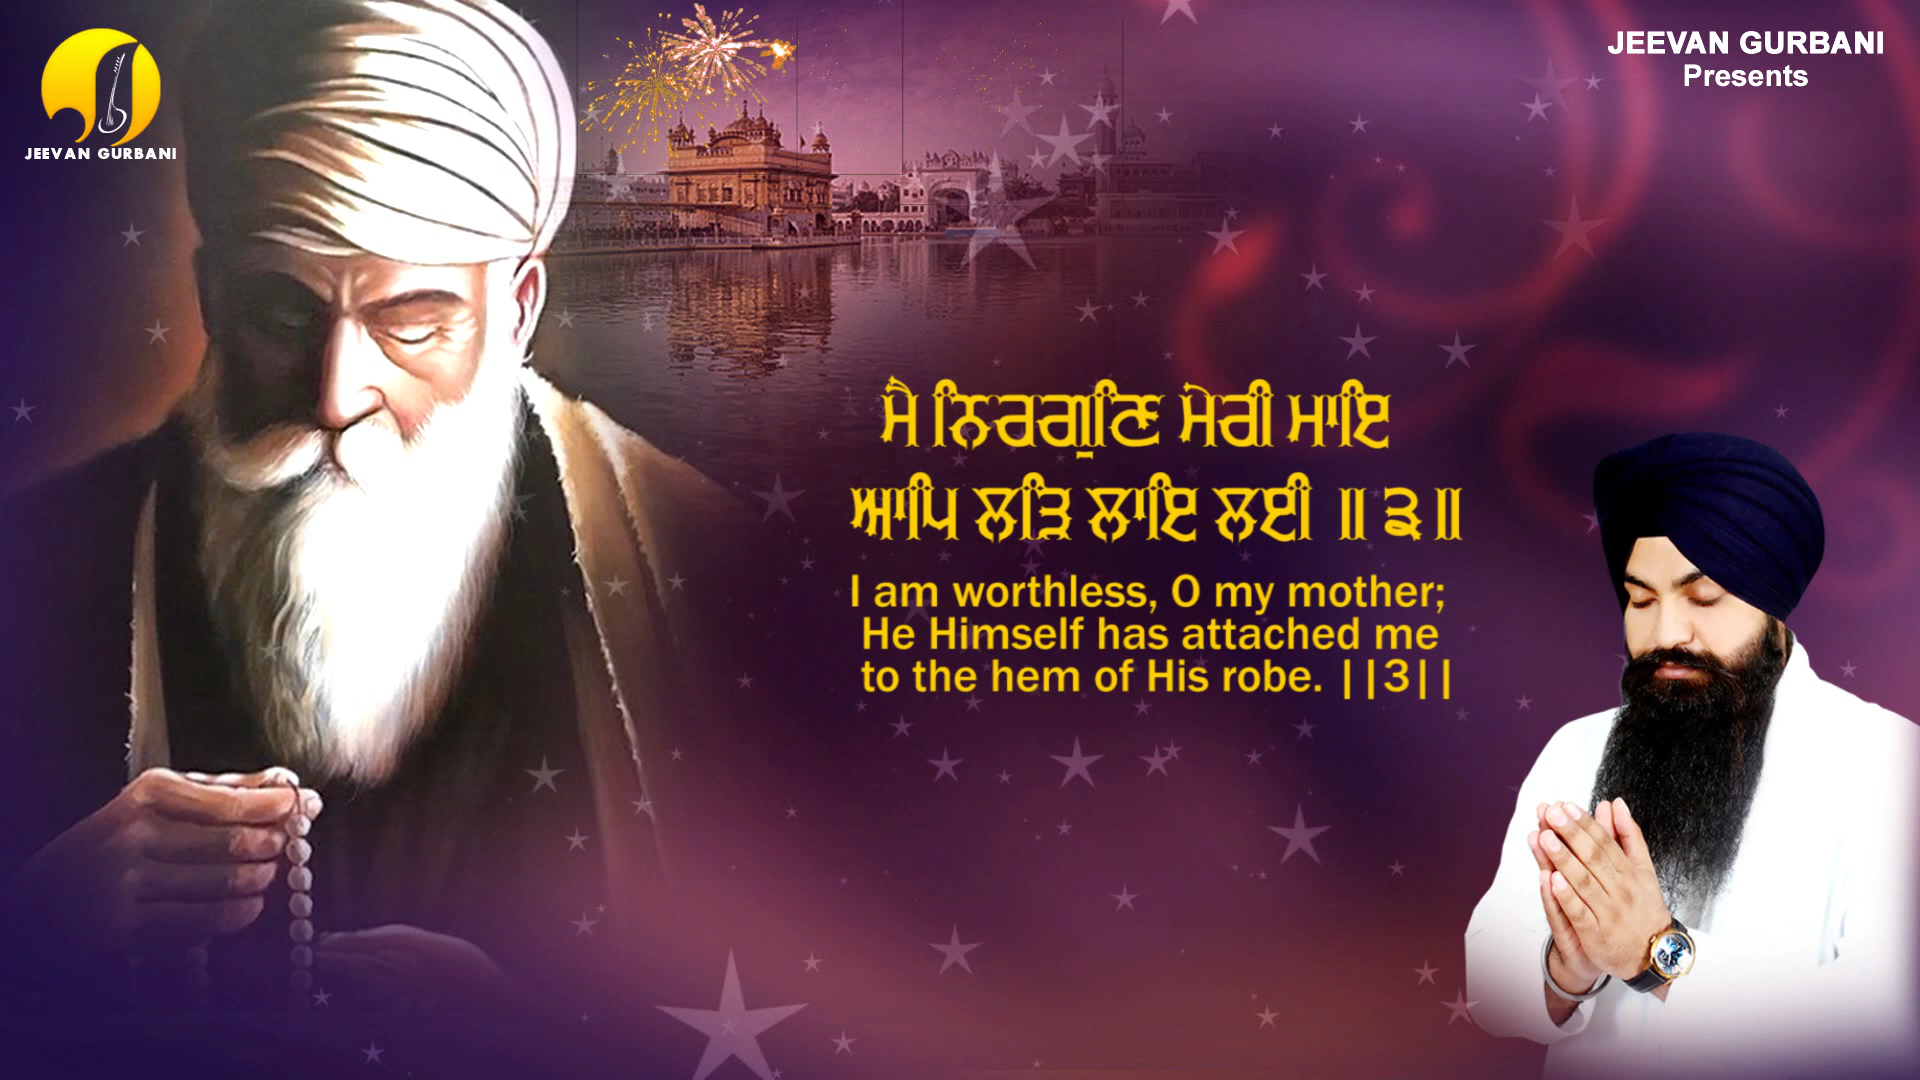 JEEVAN GURBANI
JEEVAN GURBANI
Presents
ਮੈ ਨਿਰਗੁਣਿ ਮੇਰੀ ਮਾਇ
ਆਪਿ ਲੜਿ ਲਾਇ ਲਈ ॥੩॥
I am worthless, O my mother;
He Himself has attached me
to the hem of His robe. ||3||